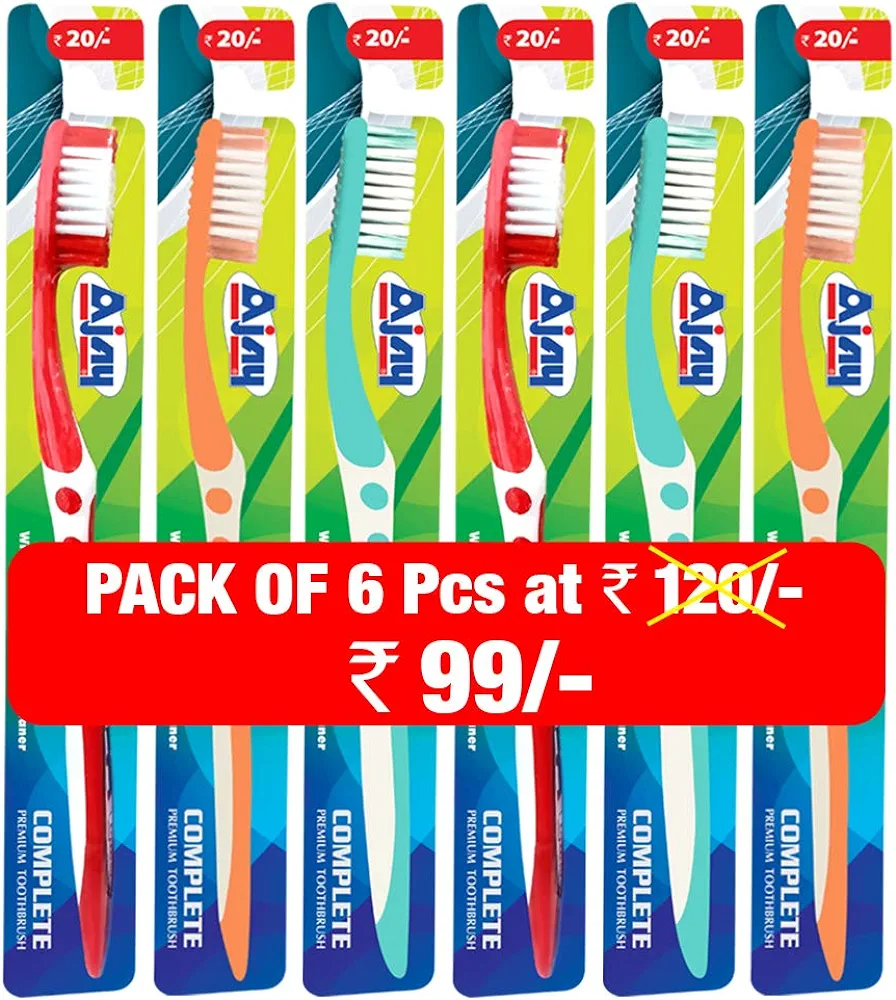 ₹ 20/-*
₹ 20/-*
₹ 20/-*
₹ 20/-*
₹ 20/-*
₹ 20/-*
Ajay®
Ajay®
Ajay®
Ajay®
Ajay®
Ajay®
PACK OF 6 Pcs at ₹ 120/-
₹ 99/-
COMPLETE
PREMIUM TOOTHBRUSH
COMPLETE
PREMIUM TOOTHBRUSH
COMPLETE
PREMIUM TOOTHBRUSH
COMPLETE
PREMIUM TOOTHBRUSH
COMPLETE
PREMIUM TOOTHBRUSH
COMPLETE
PREMIUM TOOTHBRUSH